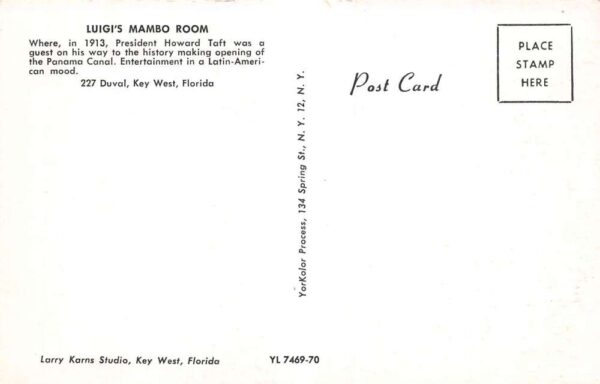 LUIGI'S MAMBO ROOM
Where, in 1913, President Howard Taft was a
guest on his way to the history making opening of
the Panama Canal. Entertainment in a Latin-Ameri-
can mood.
227 Duval, Key West, Florida
YorKolor Process, 134 Spring St., N. Y. 12, N. Y.
Post Card
PLACE
STAMP
HERE
Larry Karns Studio, Key West, Florida
YL 7469-70